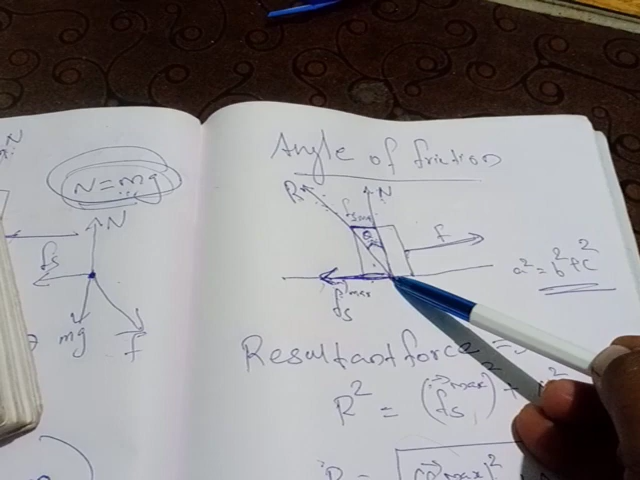 N = mg
N
fs
mg
f
Angle of friction
R
N
θ
f
fs max
a² = b² + c²
Resultant force =
R² = (fs max)² +